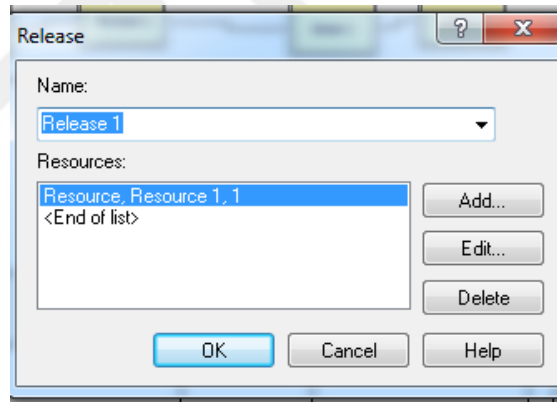 Release
Name:
Release 1
Resources:
Resource, Resource 1, 1
<End of list>
Add...
Edit...
Delete
OK
Cancel
Help